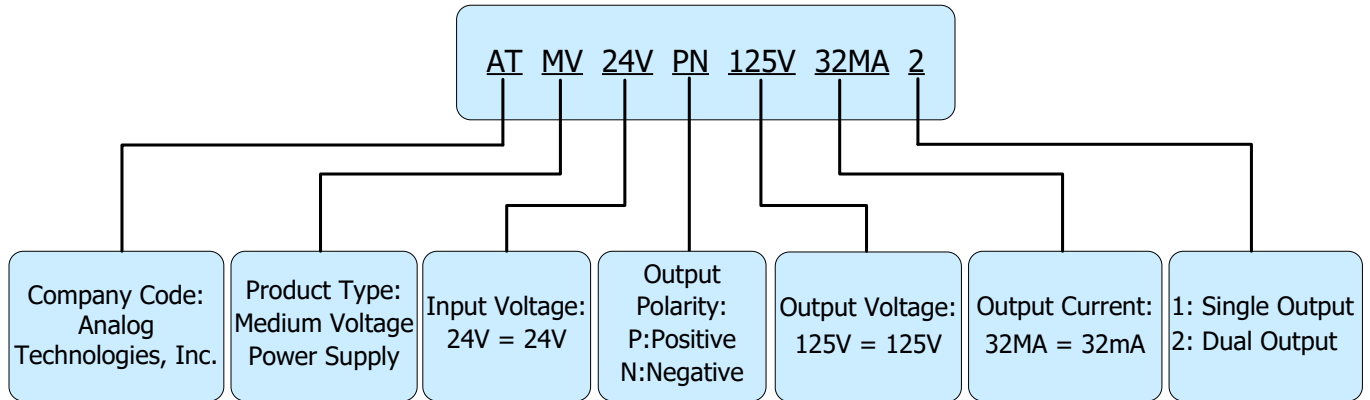 AT MV 24V PN 125V 32MA 2
Company Code:
Analog
Technologies, Inc.
Product Type:
Medium Voltage
Power Supply
Input Voltage:
24V = 24V
Output
Polarity:
P:Positive
N:Negative
Output Voltage:
125V = 125V
Output Current:
32MA = 32mA
1: Single Output
2: Dual Output